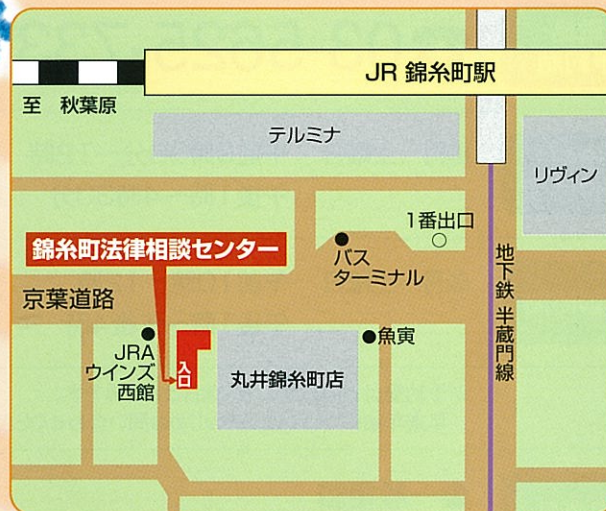 JR 錦糸町駅
至 秋葉原
テルミナ
リヴィン
1番出口
バス
ターミナル
錦糸町法律相談センター
京葉道路
地下鉄 半蔵門線
JRA
ウインズ
西館
入口
丸井錦糸町店
魚寅